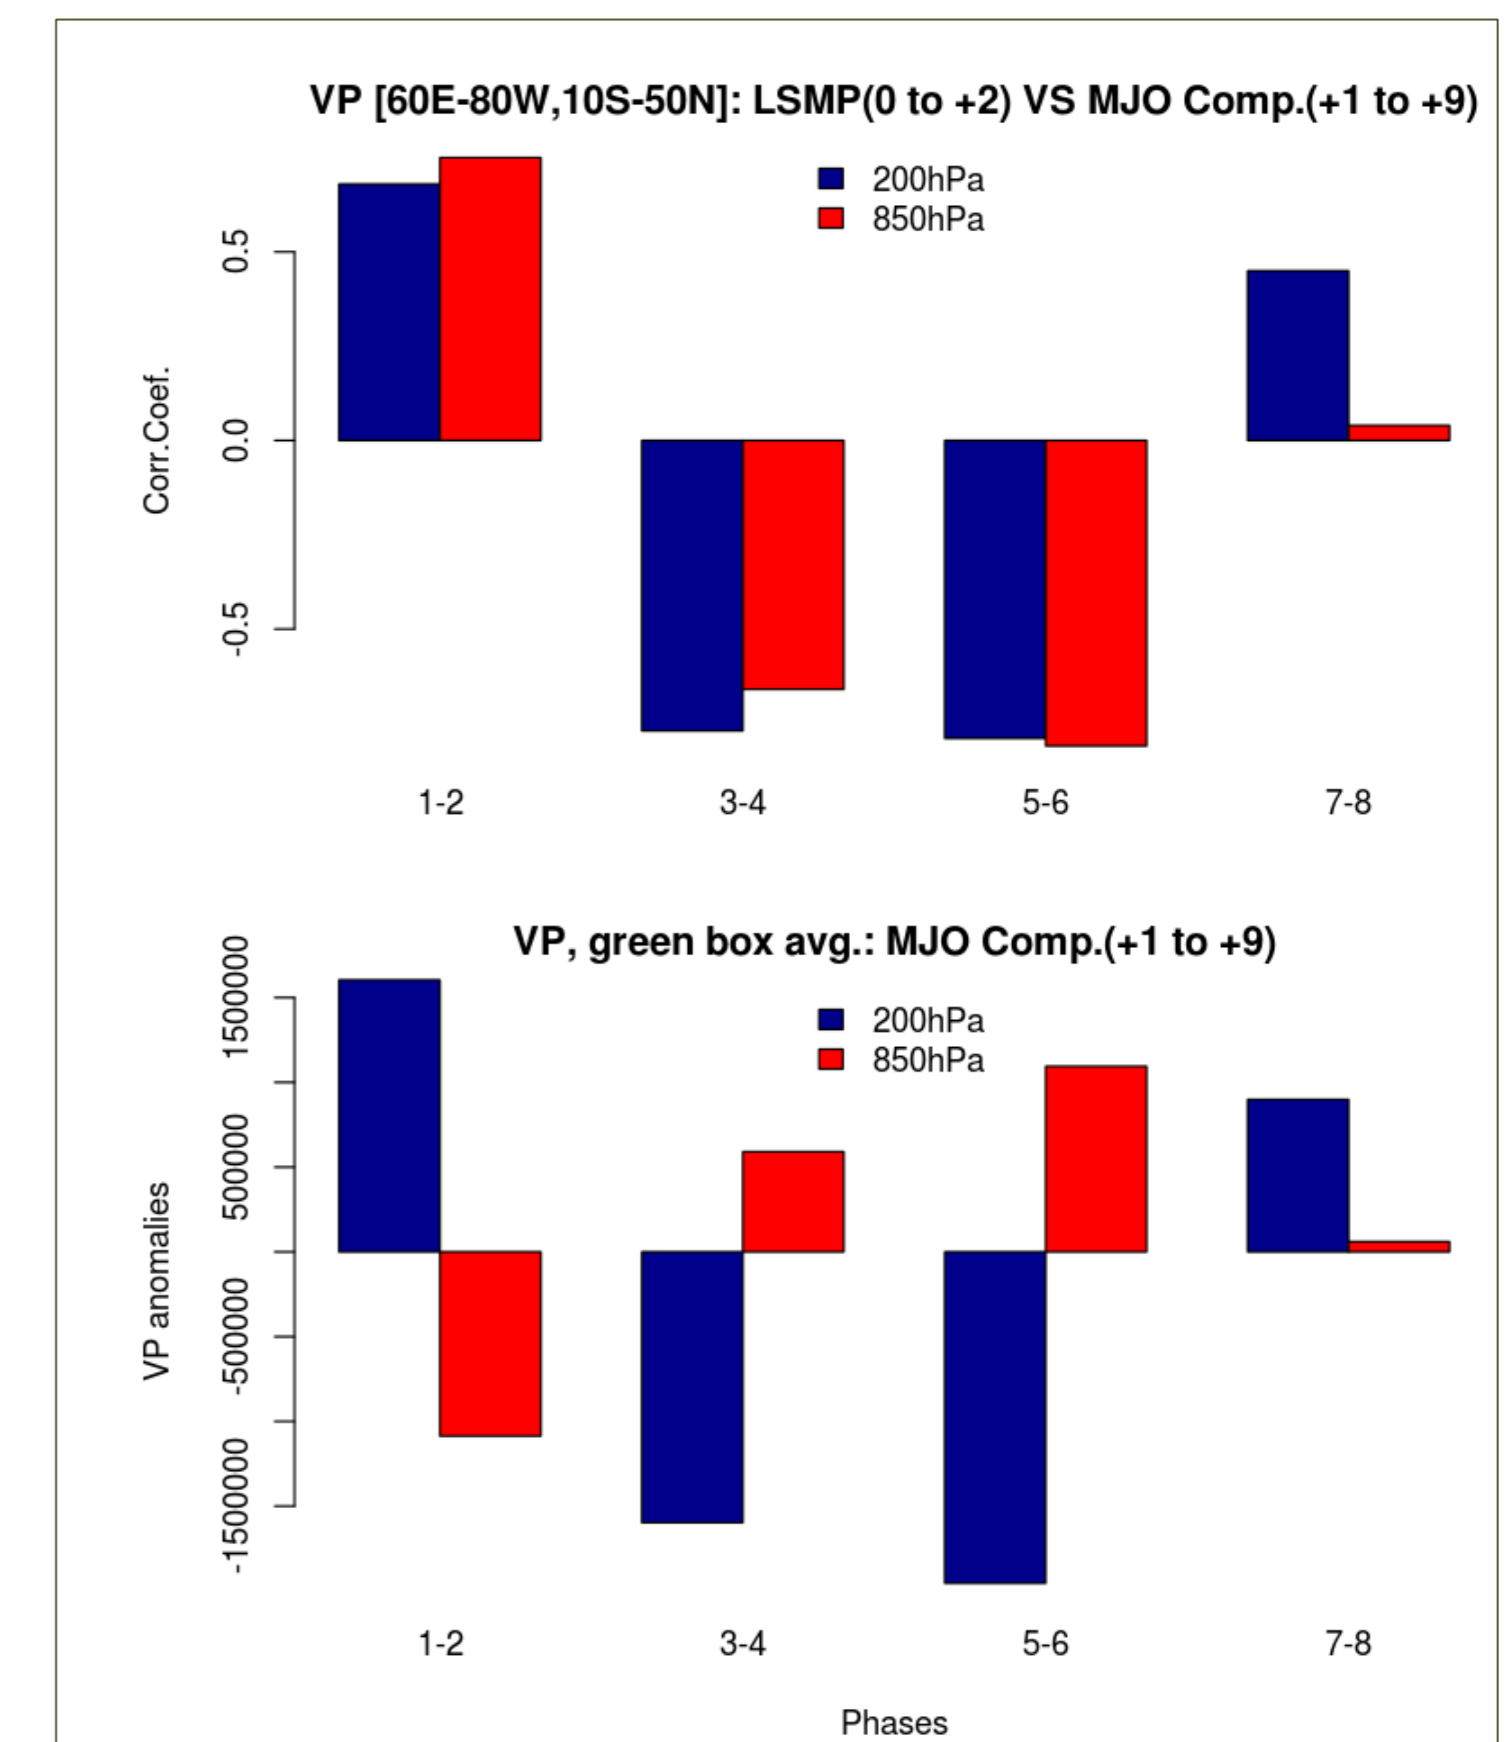 VP [60E-80W,10S-50N]: LSMP(0 to +2) VS MJO Comp.(+1 to +9)
200hPa
850hPa
0.5
0.0
-0.5
Corr.Coef.
1-2 3-4 5-6 7-8
VP, green box avg.: MJO Comp.(+1 to +9)
200hPa
850hPa
1500000
500000
-500000
-1500000
VP anomalies
1-2 3-4 5-6 7-8
Phases